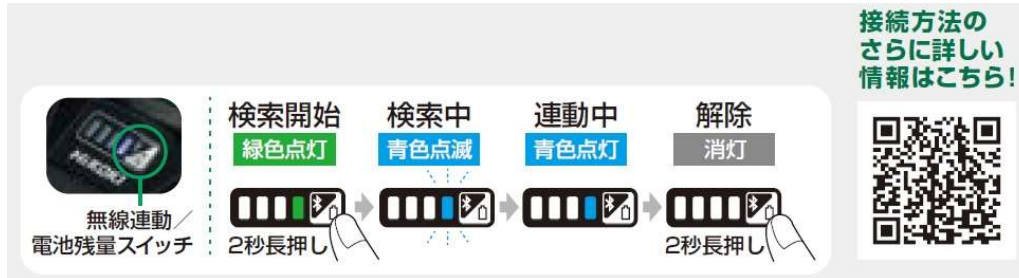 接続方法の
さらに詳しい
情報はこちら!
検索開始
検索中
連動中
解除
緑色点灯
青色点滅
青色点灯
消灯
無線連動／
電池残量スイッチ
2秒長押し
2秒長押し